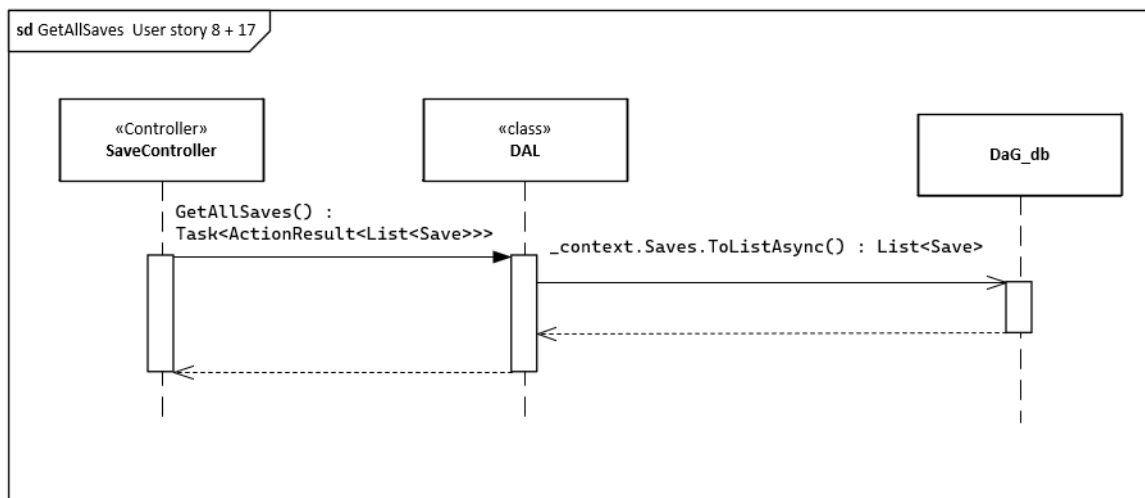 sd GetAllSaves User story 8 + 17
«Controller»
SaveController
«class»
DAL
DaG_db
GetAllSaves() :
Task<ActionResult<List<Save>>>
_context.Saves.ToListAsync() : List<Save>